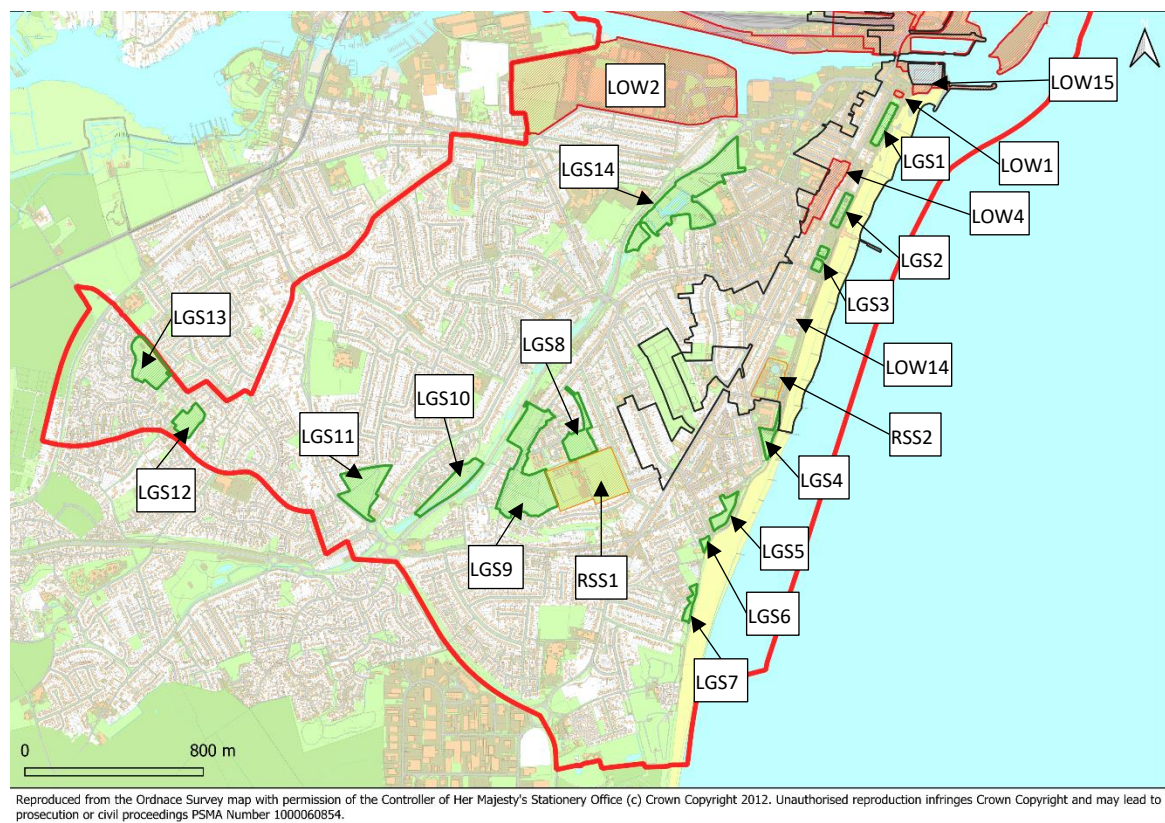 LOW2
LOW15
LGS1
LOW1
LGS14
LOW4
LGS2
LGS3
LGS13
LOW14
LGS8
LGS10
RSS2
LGS11
LGS12
LGS4
LGS5
LGS9
RSS1
LGS6
LGS7
0 800 m
Reproduced from the Ordnace Survey map with permission of the Controller of Her Majesty's Stationery Office (c) Crown Copyright 2012. Unauthorised reproduction infringes Crown Copyright and may lead to
prosecution or civil proceedings PSMA Number 1000060854.